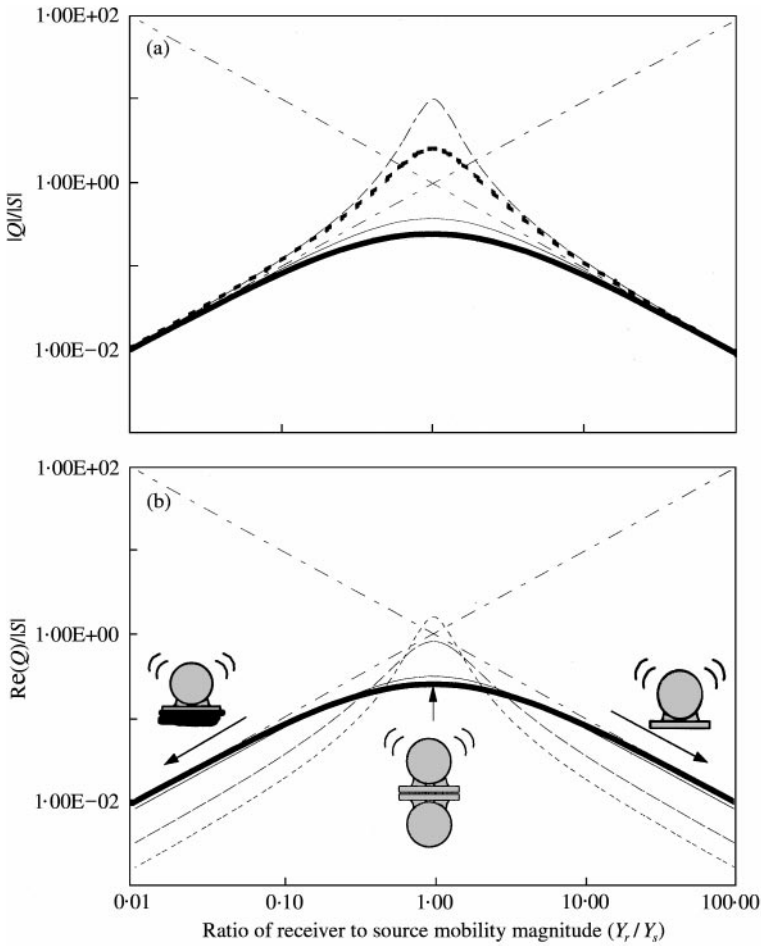 1·00E+02
(a)
1·00E+00
|Q|/|S|
1·00E−02
1·00E+02
(b)
1·00E+00
Re(Q)/|S|
1·00E−02
0·01 0·10 1·00 10·00 100·00
Ratio of receiver to source mobility magnitude (Yr / Ys)